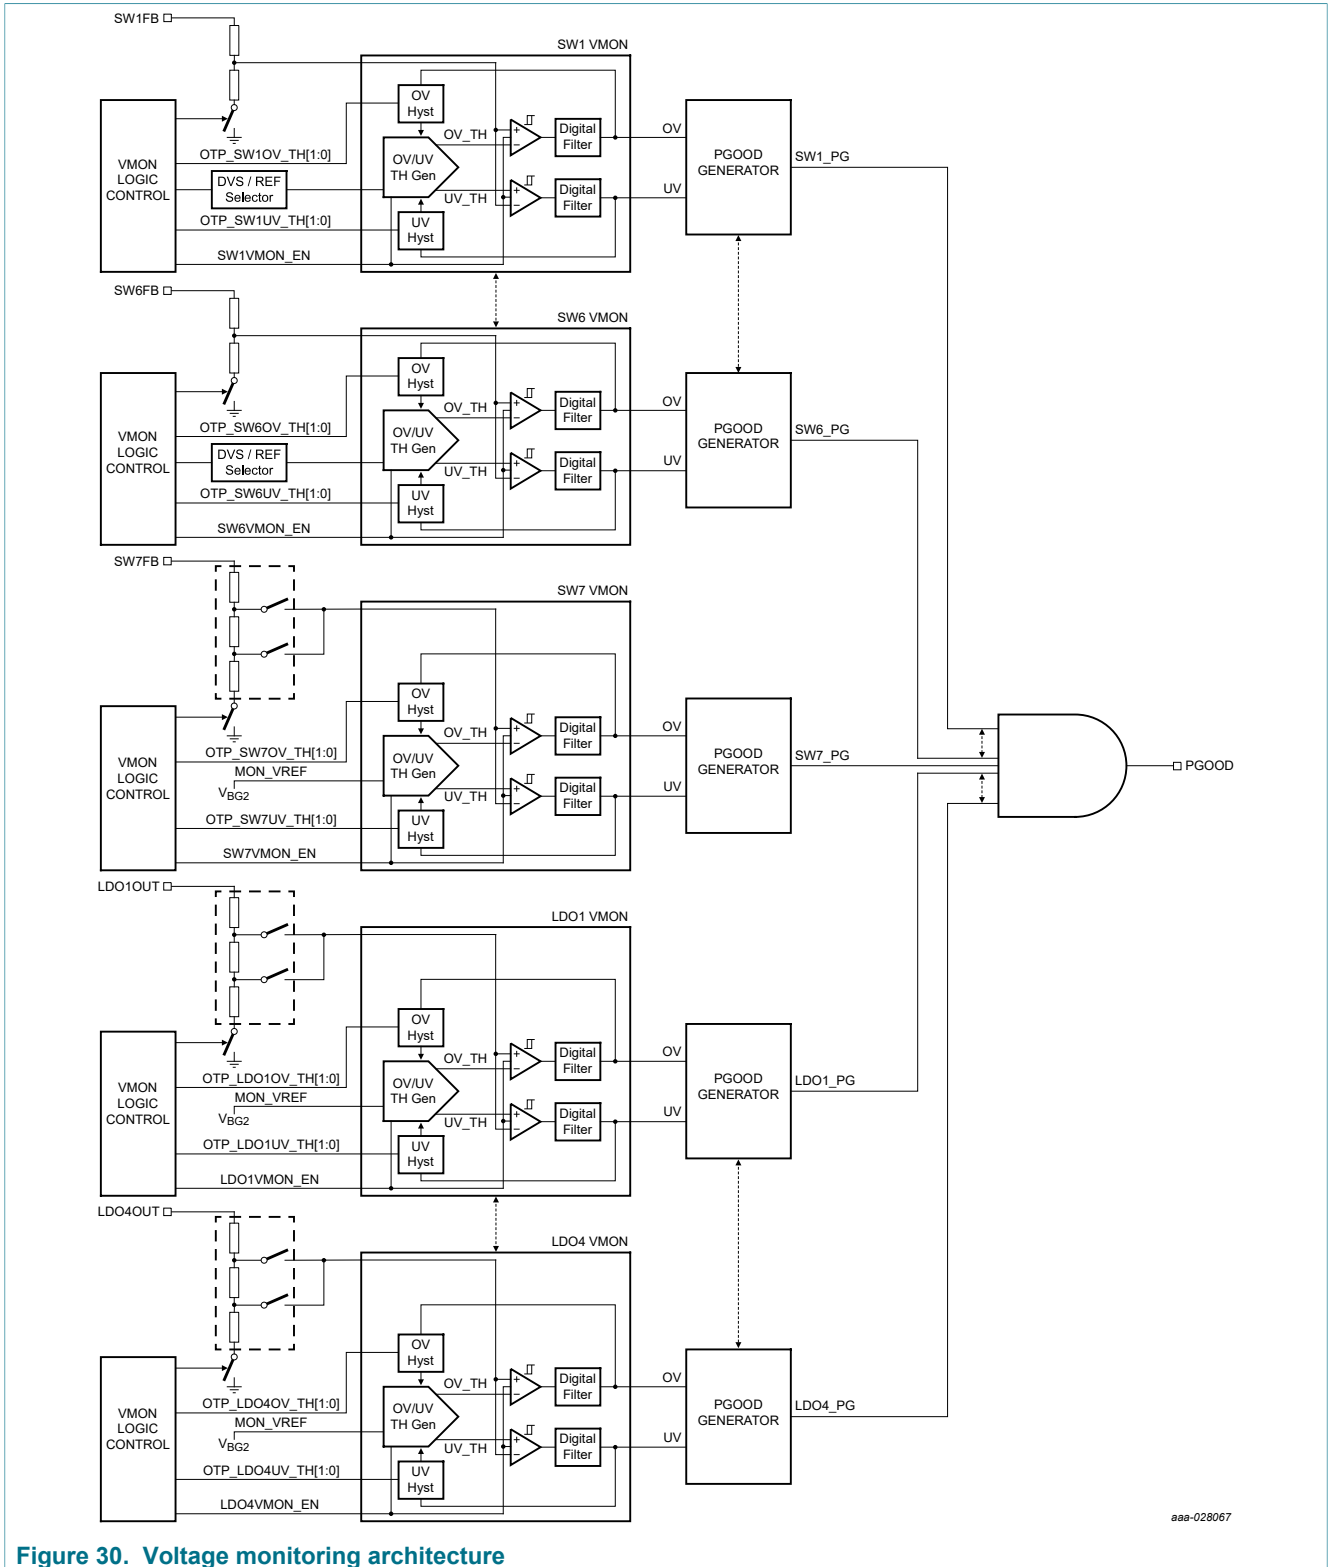 SW1FB
SW1 VMON
OV
Hyst
VMON
LOGIC
CONTROL
OTP_SW1OV_TH[1:0]
DVS / REF
Selector
OTP_SW1UV_TH[1:0]
SW1VMON_EN
OV/UV
TH Gen
UV
Hyst
OV_TH
UV_TH
+
−
+
−
Digital
Filter
Digital
Filter
OV
UV
PGOOD
GENERATOR
SW1_PG
SW6FB
SW6 VMON
OV
Hyst
VMON
LOGIC
CONTROL
OTP_SW6OV_TH[1:0]
DVS / REF
Selector
OTP_SW6UV_TH[1:0]
SW6VMON_EN
OV/UV
TH Gen
UV
Hyst
OV_TH
UV_TH
+
−
+
−
Digital
Filter
Digital
Filter
OV
UV
PGOOD
GENERATOR
SW6_PG
SW7FB
SW7 VMON
OV
Hyst
VMON
LOGIC
CONTROL
OTP_SW7OV_TH[1:0]
MON_VREF
VBG2
OTP_SW7UV_TH[1:0]
SW7VMON_EN
OV/UV
TH Gen
UV
Hyst
OV_TH
UV_TH
+
−
+
−
Digital
Filter
Digital
Filter
OV
UV
PGOOD
GENERATOR
SW7_PG
PGOOD
LDO1OUT
LDO1 VMON
OV
Hyst
VMON
LOGIC
CONTROL
OTP_LDO1OV_TH[1:0]
MON_VREF
VBG2
OTP_LDO1UV_TH[1:0]
LDO1VMON_EN
OV/UV
TH Gen
UV
Hyst
OV_TH
UV_TH
+
−
+
−
Digital
Filter
Digital
Filter
OV
UV
PGOOD
GENERATOR
LDO1_PG
LDO4OUT
LDO4 VMON
OV
Hyst
VMON
LOGIC
CONTROL
OTP_LDO4OV_TH[1:0]
MON_VREF
VBG2
OTP_LDO4UV_TH[1:0]
LDO4VMON_EN
OV/UV
TH Gen
UV
Hyst
OV_TH
UV_TH
+
−
+
−
Digital
Filter
Digital
Filter
OV
UV
PGOOD
GENERATOR
LDO4_PG
aaa-028067
Figure 30. Voltage monitoring architecture